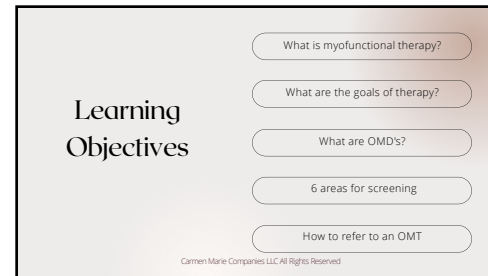 Learning
Objectives
What is myofunctional therapy?
What are the goals of therapy?
What are OMD's?
6 areas for screening
How to refer to an OMT
Carmen Marie Companies LLC All Rights Reserved